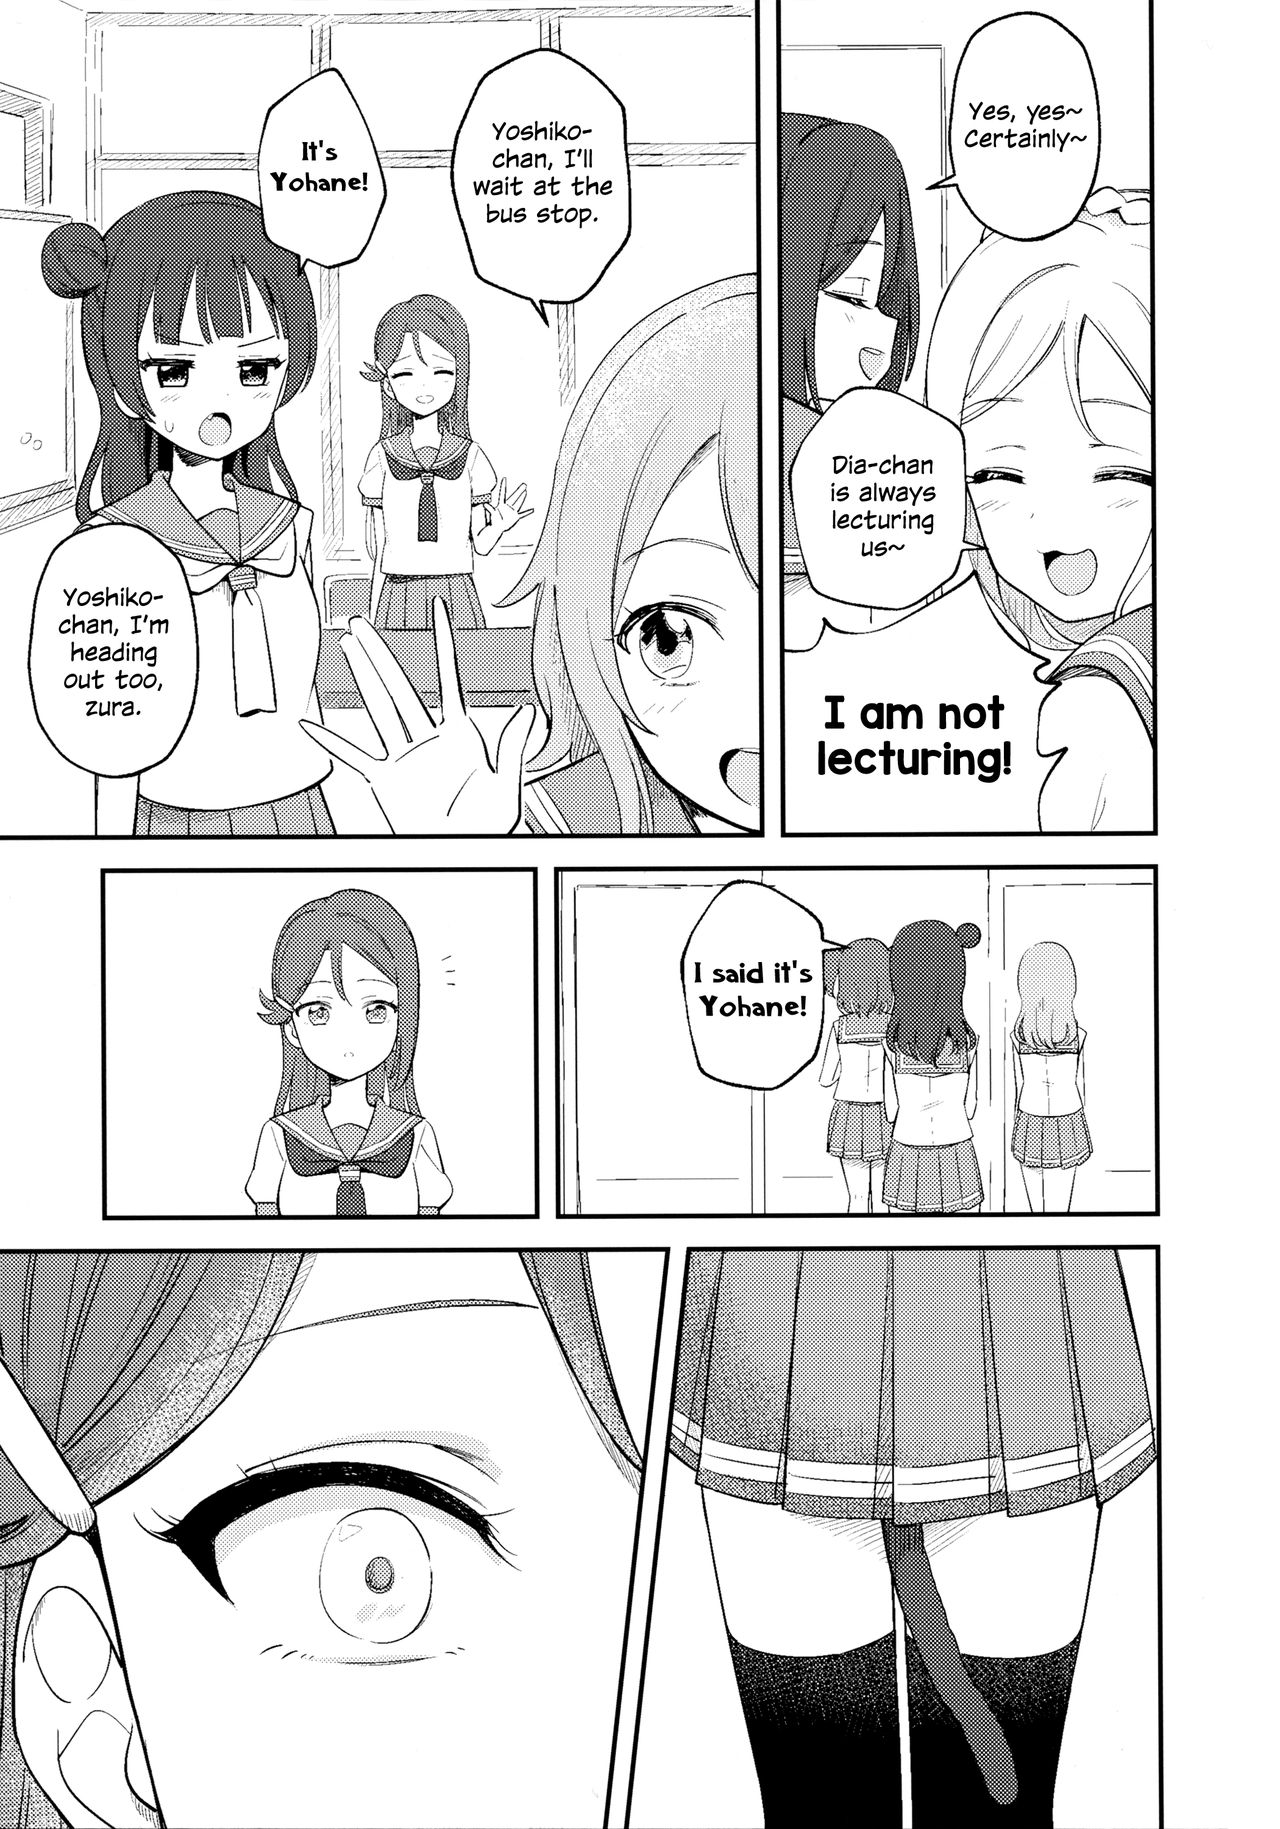 Yes, yes~
Certainly~
Dia-chan
is always
lecturing
us~
I am not
lecturing!
Yoshiko-
chan, I'll
wait at the
bus stop.
It's
Yohane!
Yoshiko-
chan, I'm
heading
out too,
zura.
I said it's
Yohane!